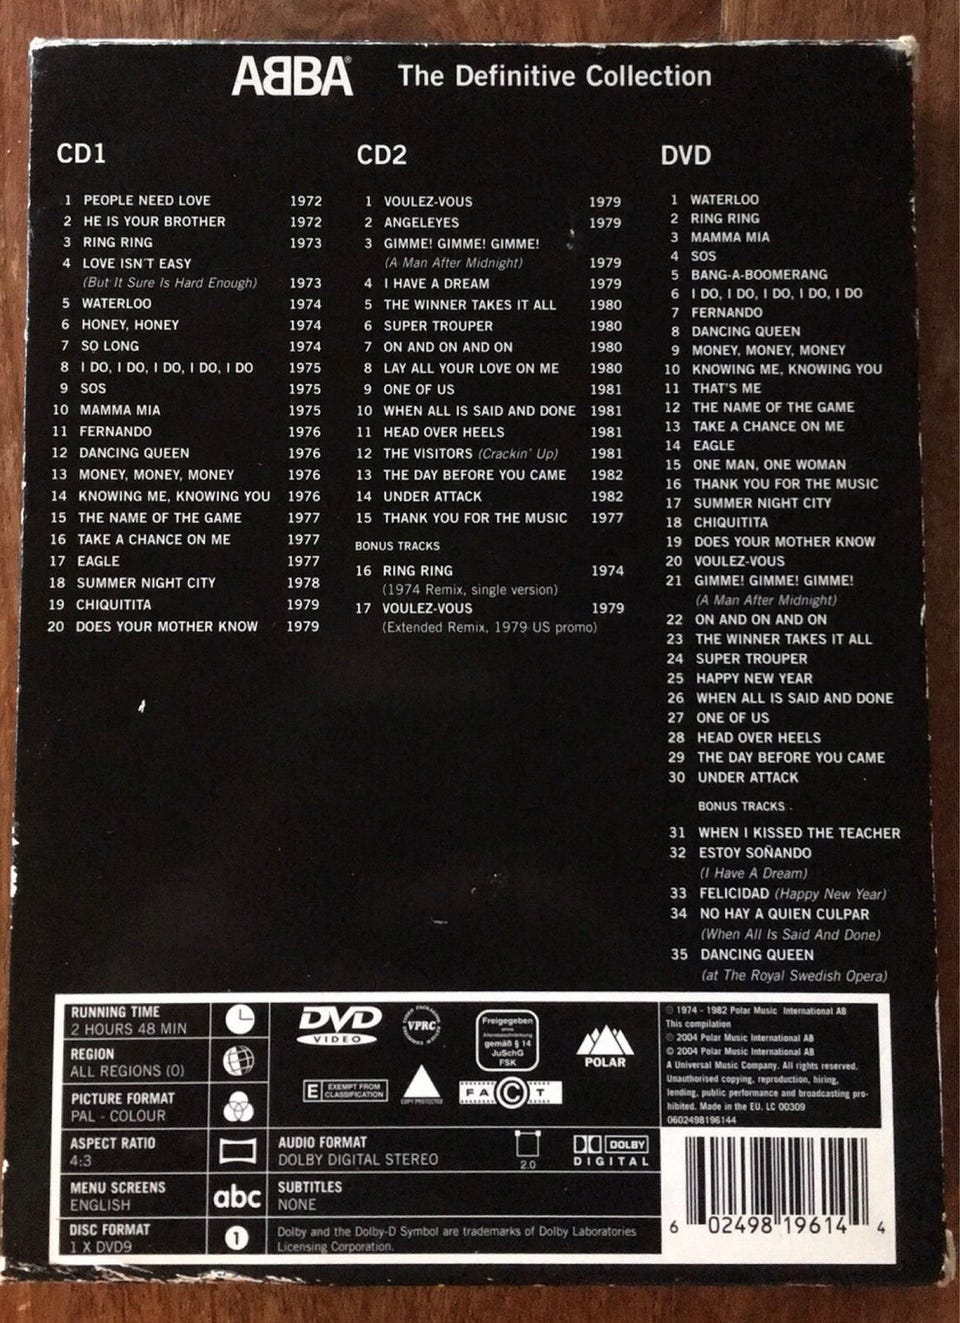 ABBA® The Definitive Collection
CD1
1 PEOPLE NEED LOVE 1972
2 HE IS YOUR BROTHER 1972
3 RING RING 1973
4 LOVE ISN'T EASY
(But It Sure Is Hard Enough) 1973
5 WATERLOO 1974
6 HONEY, HONEY 1974
7 SO LONG 1974
8 I DO, I DO, I DO, I DO, I DO 1975
9 SOS 1975
10 MAMMA MIA 1975
11 FERNANDO 1976
12 DANCING QUEEN 1976
13 MONEY, MONEY, MONEY 1976
14 KNOWING ME, KNOWING YOU 1976
15 THE NAME OF THE GAME 1977
16 TAKE A CHANCE ON ME 1977
17 EAGLE 1977
18 SUMMER NIGHT CITY 1978
19 CHIQUITITA 1979
20 DOES YOUR MOTHER KNOW 1979
CD2
1 VOULEZ-VOUS 1979
2 ANGELEYES 1979
3 GIMME! GIMME! GIMME!
(A Man After Midnight) 1979
4 I HAVE A DREAM 1979
5 THE WINNER TAKES IT ALL 1980
6 SUPER TROUPER 1980
7 ON AND ON AND ON 1980
8 LAY ALL YOUR LOVE ON ME 1980
9 ONE OF US 1981
10 WHEN ALL IS SAID AND DONE 1981
11 HEAD OVER HEELS 1981
12 THE VISITORS (Crackin' Up) 1981
13 THE DAY BEFORE YOU CAME 1982
14 UNDER ATTACK 1982
15 THANK YOU FOR THE MUSIC 1977
BONUS TRACKS
16 RING RING 1974
(1974 Remix, single version)
17 VOULEZ-VOUS 1979
(Extended Remix, 1979 US promo)
DVD
1 WATERLOO
2 RING RING
3 MAMMA MIA
4 SOS
5 BANG-A-BOOMERANG
6 I DO, I DO, I DO, I DO, I DO
7 FERNANDO
8 DANCING QUEEN
9 MONEY, MONEY, MONEY
10 KNOWING ME, KNOWING YOU
11 THAT'S ME
12 THE NAME OF THE GAME
13 TAKE A CHANCE ON ME
14 EAGLE
15 ONE MAN, ONE WOMAN
16 THANK YOU FOR THE MUSIC
17 SUMMER NIGHT CITY
18 CHIQUITITA
19 DOES YOUR MOTHER KNOW
20 VOULEZ-VOUS
21 GIMME! GIMME! GIMME!
(A Man After Midnight)
22 ON AND ON AND ON
23 THE WINNER TAKES IT ALL
24 SUPER TROUPER
25 HAPPY NEW YEAR
26 WHEN ALL IS SAID AND DONE
27 ONE OF US
28 HEAD OVER HEELS
29 THE DAY BEFORE YOU CAME
30 UNDER ATTACK
BONUS TRACKS
31 WHEN I KISSED THE TEACHER
32 ESTOY SOÑANDO
(I Have A Dream)
33 FELICIDAD (Happy New Year)
34 NO HAY A QUIEN CULPAR
(When All Is Said And Done)
35 DANCING QUEEN
(at The Royal Swedish Opera)
RUNNING TIME
2 HOURS 48 MIN
REGION
ALL REGIONS (0)
PICTURE FORMAT
PAL - COLOUR
ASPECT RATIO
4:3
MENU SCREENS
ENGLISH
abc
DISC FORMAT
1 X DVD9
1
DVD
VIDEO
VPRC
Freigegeben
ohne
Altersbeschränkung
gemäß § 14
JuSchG
FSK
POLAR
E EXEMPT FROM
CLASSIFICATION
COPY PROTECTED
FACT
AUDIO FORMAT
DOLBY DIGITAL STEREO
2.0
DOLBY
DIGITAL
SUBTITLES
NONE
Dolby and the Dolby-D Symbol are trademarks of Dolby Laboratories
Licensing Corporation.
℗ 1974 - 1982 Polar Music International AB
This compilation
℗ 2004 Polar Music International AB
© 2004 Polar Music International AB
A Universal Music Company. All rights reserved.
Unauthorised copying, reproduction, hiring,
lending, public performance and broadcasting pro-
hibited. Made in the EU. LC 00309
0602498196144
6 02498 19614 4